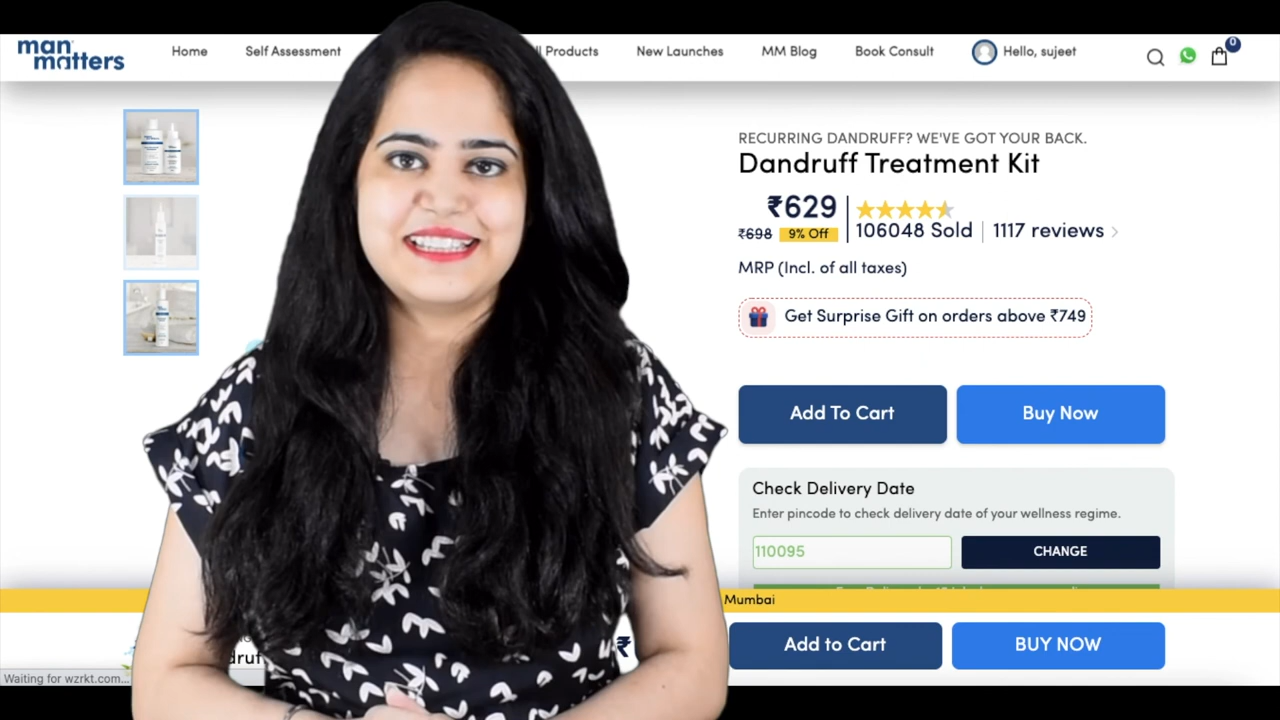 man
matters
Home
Self Assessment
Products
New Launches
MM Blog
Book Consult
Hello, sujeet
0
RECURRING DANDRUFF? WE'VE GOT YOUR BACK.
Dandruff Treatment Kit
₹629
₹698 9% Off
106048 Sold
1117 reviews
MRP (Incl. of all taxes)
Get Surprise Gift on orders above ₹749
Add To Cart
Buy Now
Check Delivery Date
Enter pincode to check delivery date of your wellness regime.
110095
CHANGE
Mumbai
₹
Add to Cart
BUY NOW
Waiting for wzrkt.com...